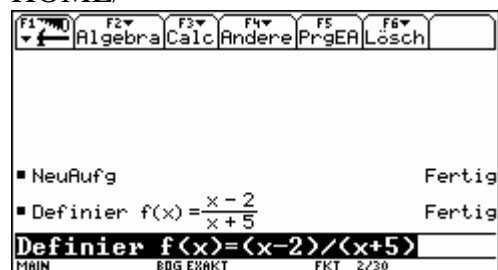 HOME/
F1 F2 F3 F4 F5 F6
Algebra Calc Andere PrgEA Lösch
▪ NeuAufg Fertig
▪ Definier f(x) = (x - 2)/(x + 5) Fertig
Definier f(x)=(x-2)/(x+5)
MAIN BOG EXAKT FKT 2/30